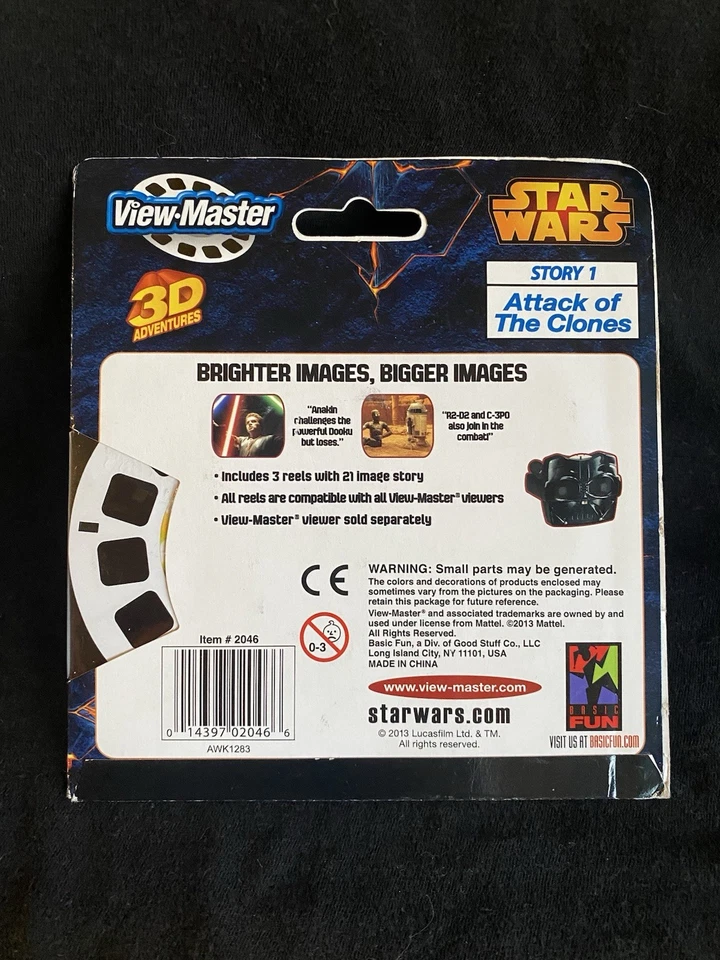 View-Master
3D
ADVENTURES
STAR
WARS
STORY 1
Attack of
The Clones
BRIGHTER IMAGES, BIGGER IMAGES
"Anakin
challenges the
powerful Dooku
but loses."
"R2-D2 and C-3PO
also join in the
combat!"
• Includes 3 reels with 21 image story
• All reels are compatible with all View-Master® viewers
• View-Master® viewer sold separately
CE
0-3
WARNING: Small parts may be generated.
The colors and decorations of products enclosed may
sometimes vary from the pictures on the packaging. Please
retain this package for future reference.
View-Master® and associated trademarks are owned by and
used under license from Mattel. ©2013 Mattel.
All Rights Reserved.
Basic Fun, a Div. of Good Stuff Co., LLC
Long Island City, NY 11101, USA
MADE IN CHINA
www.view-master.com
starwars.com
© 2013 Lucasfilm Ltd. & TM.
All rights reserved.
Item # 2046
0 14397 02046 6
AWK1283
BASIC
FUN
VISIT US AT BASICFUN.COM